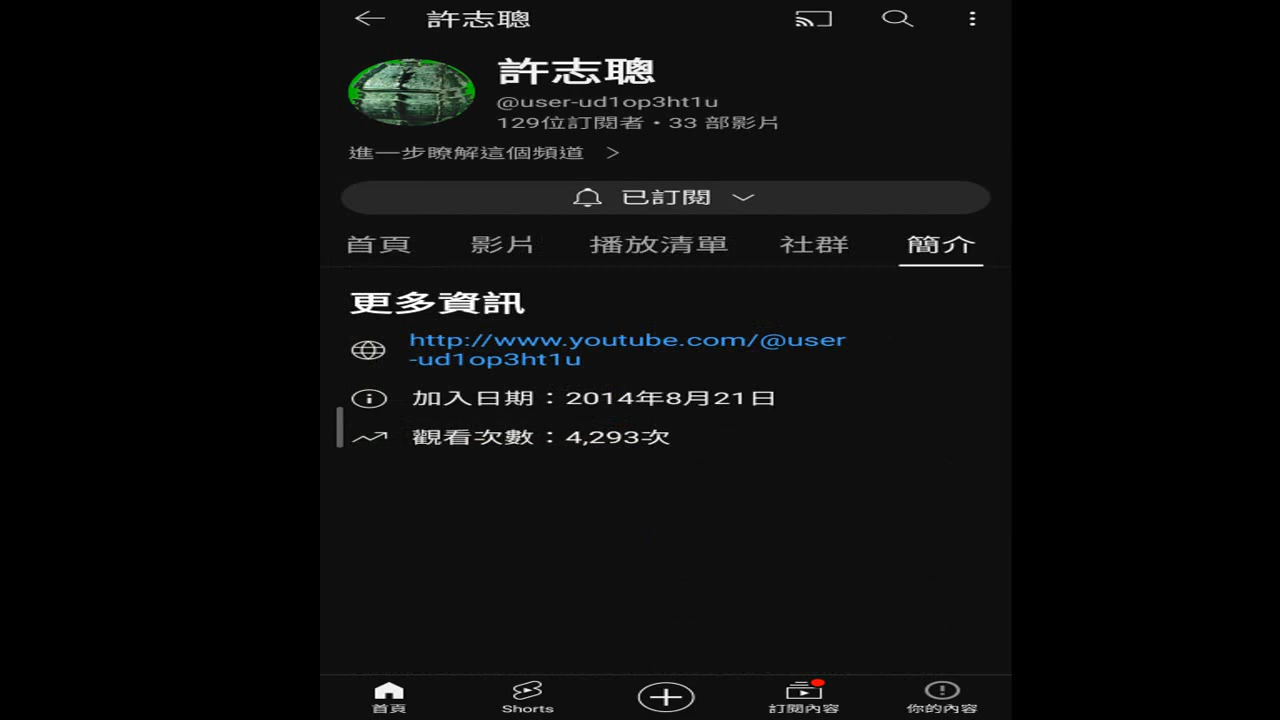 許志聰
許志聰
@user-ud1op3ht1u
129位訂閱者・33 部影片
進一步瞭解這個頻道 >
已訂閱
首頁 影片 播放清單 社群 簡介
更多資訊
http://www.youtube.com/@user
-ud1op3ht1u
加入日期：2014年8月21日
觀看次數：4,293次
首頁 Shorts 訂閱內容 你的內容